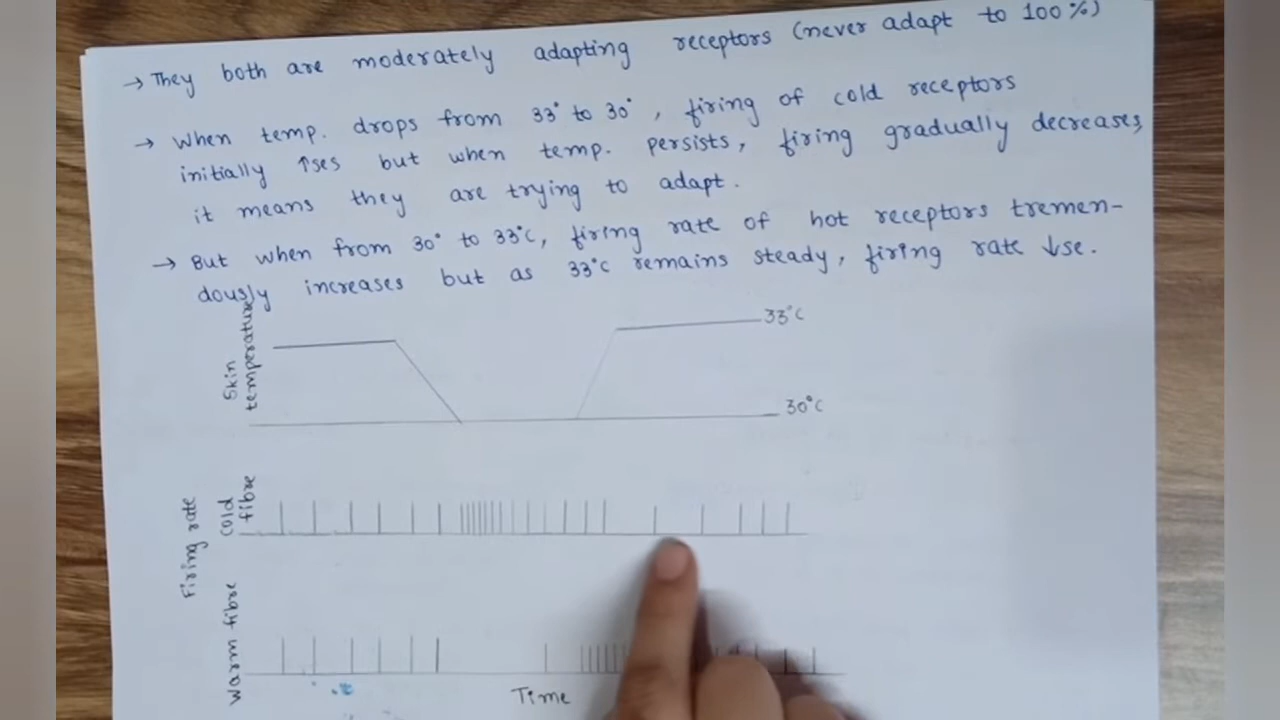 → They both are moderately adapting receptors (never adapt to 100%)
→ When temp. drops from 33° to 30°, firing of cold receptors
initially ↑ses but when temp. persists, firing gradually decreases,
it means they are trying to adapt.
→ But when from 30° to 33°C, firing rate of hot receptors tremen-
dously increases but as 33°C remains steady, firing rate ↓se.
Skin
temperature
33°C
30°C
Firing rate
Cold
fibre
Warm fibre
Time